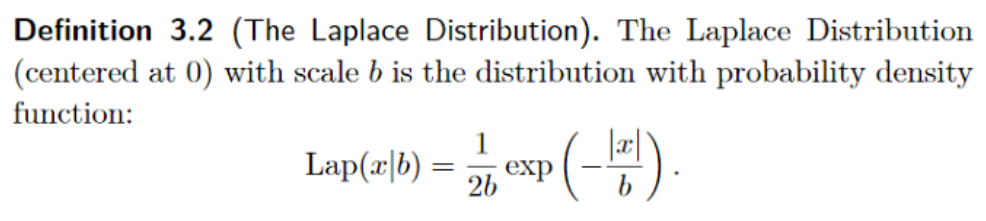 Definition 3.2 (The Laplace Distribution). The Laplace Distribution
(centered at 0) with scale b is the distribution with probability density
function:
Lap(x|b) = \frac{1}{2b} \exp\left(-\frac{|x|}{b}\right).